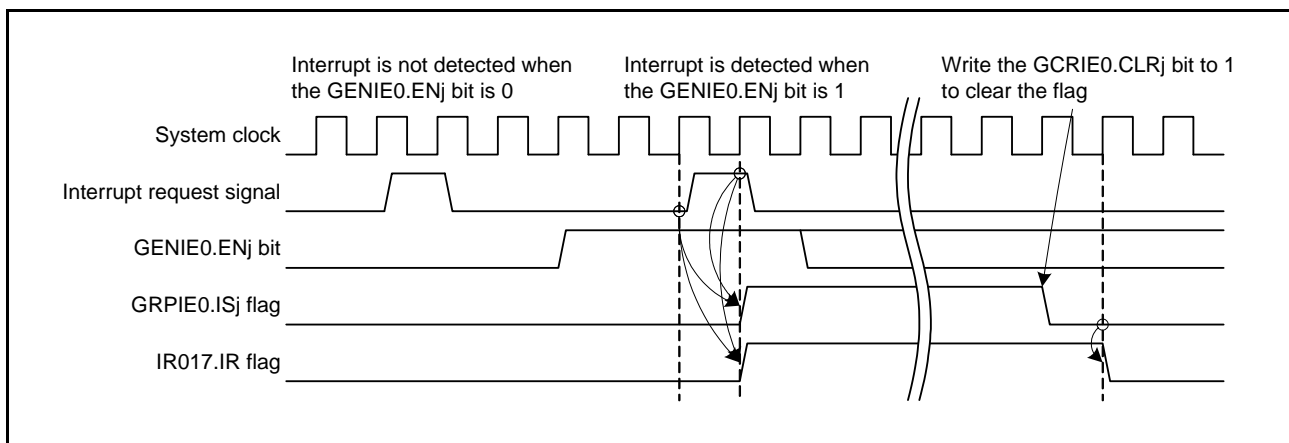 Interrupt is not detected when
the GENIE0.ENj bit is 0
Interrupt is detected when
the GENIE0.ENj bit is 1
Write the GCRIE0.CLRj bit to 1
to clear the flag
System clock
Interrupt request signal
GENIE0.ENj bit
GRPIE0.ISj flag
IR017.IR flag